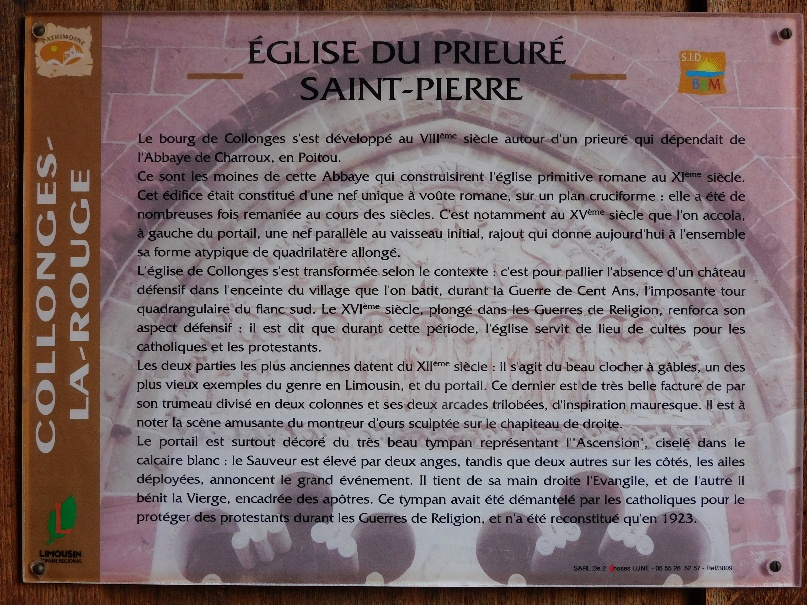 PATRIMOINE
ÉGLISE DU PRIEURÉ
SAINT-PIERRE
S.I.D.
COLLONGES-
LA-ROUGE
Le bourg de Collonges s'est développé au VIIIème siècle autour d'un prieuré qui dépendait de
l'Abbaye de Charroux, en Poitou.
Ce sont les moines de cette Abbaye qui construisirent l'église primitive romane au XIème siècle.
Cet édifice était constitué d'une nef unique à voûte romane, sur un plan cruciforme : elle a été de
nombreuses fois remaniée au cours des siècles. C'est notamment au XVème siècle que l'on accola,
à gauche du portail, une nef parallèle au vaisseau initial, rajout qui donne aujourd'hui à l'ensemble
sa forme atypique de quadrilatère allongé.
L'église de Collonges s'est transformée selon le contexte : c'est pour pallier l'absence d'un château
défensif dans l'enceinte du village que l'on bâtit, durant la Guerre de Cent Ans, l'imposante tour
quadrangulaire du flanc sud. Le XVIème siècle, plongé dans les Guerres de Religion, renforca son
aspect défensif : il est dit que durant cette période, l'église servit de lieu de cultes pour les
catholiques et les protestants.
Les deux parties les plus anciennes datent du XIIème siècle : il s'agit du beau clocher à gâbles, un des
plus vieux exemples du genre en Limousin, et du portail. Ce dernier est de très belle facture de par
son trumeau divisé en deux colonnes et ses deux arcades trilobées, d'inspiration mauresque. Il est à
noter la scène amusante du montreur d'ours sculptée sur le chapiteau de droite.
Le portail est surtout décoré du très beau tympan représentant l'"Ascension", ciselé dans le
calcaire blanc : le Sauveur est élevé par deux anges, tandis que deux autres sur les côtés, les ailes
déployées, annoncent le grand événement. Il tient de sa main droite l'Evangile, et de l'autre il
bénit la Vierge, encadrée des apôtres. Ce tympan avait été démantelé par les catholiques pour le
protéger des protestants durant les Guerres de Religion, et n'a été reconstitué qu'en 1923.
LIMOUSIN
SARL De 2 choses LUNE - 05 55 28 52 57 -